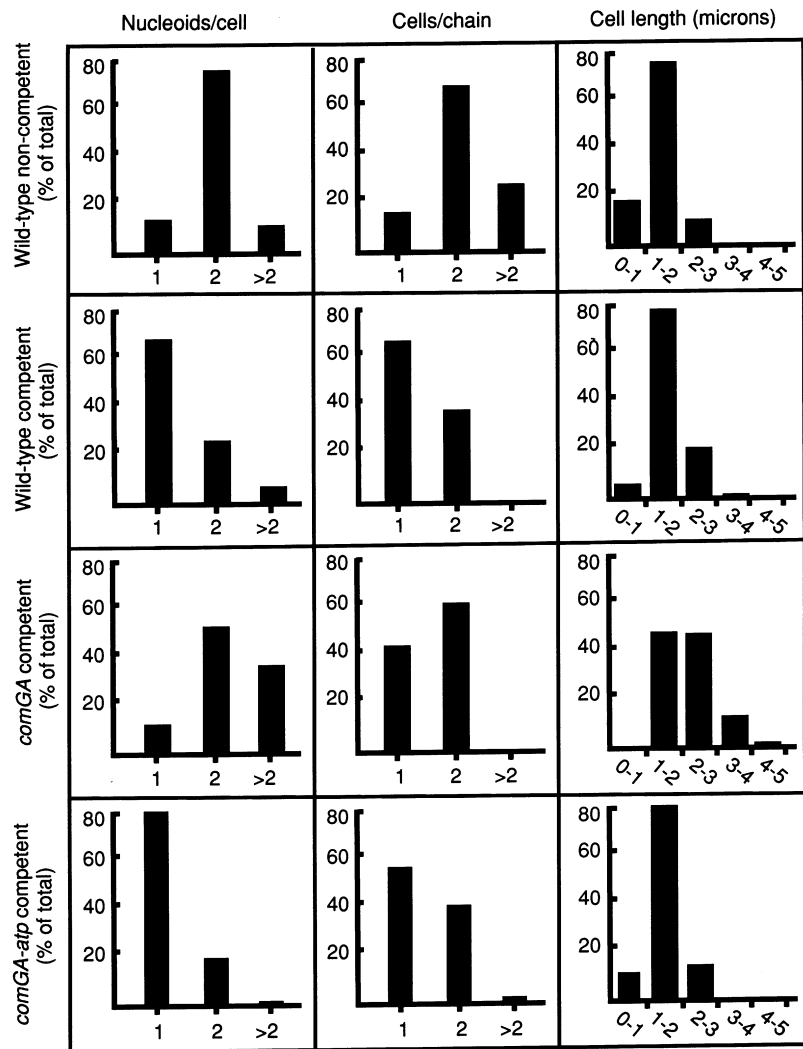 Nucleoids/cell
Cells/chain
Cell length (microns)
Wild-type non-competent
(% of total)
80
60
40
20
1 2 >2
80
60
40
20
1 2 >2
80
60
40
20
0-1 1-2 2-3 3-4 4-5
Wild-type competent
(% of total)
80
60
40
20
1 2 >2
80
60
40
20
1 2 >2
80
60
40
20
0-1 1-2 2-3 3-4 4-5
comGA competent
(% of total)
80
60
40
20
1 2 >2
80
60
40
20
1 2 >2
80
60
40
20
0-1 1-2 2-3 3-4 4-5
comGA-atp competent
(% of total)
80
60
40
20
1 2 >2
80
60
40
20
1 2 >2
80
60
40
20
0-1 1-2 2-3 3-4 4-5